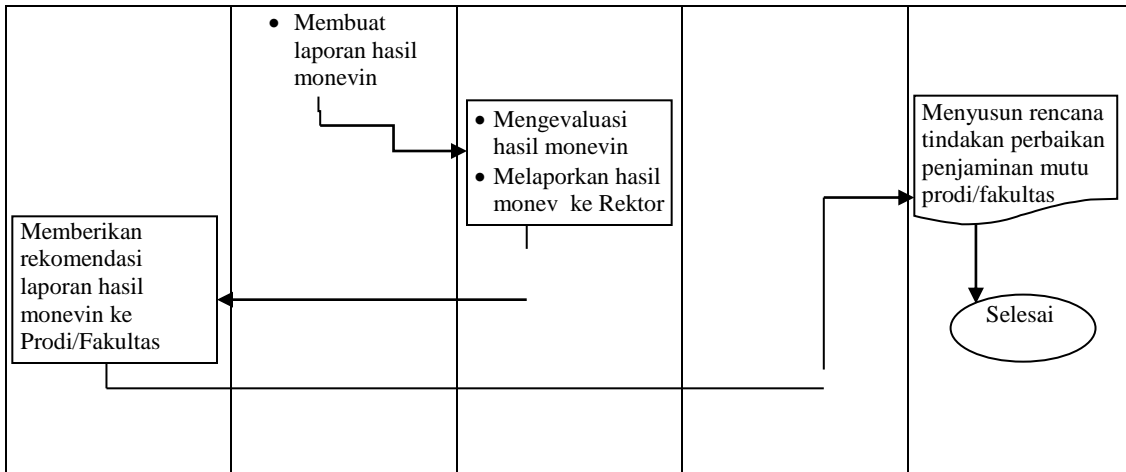 • Membuat
laporan hasil
monevin
• Mengevaluasi
hasil monevin
• Melaporkan hasil
monev ke Rektor
Menyusun rencana
tindakan perbaikan
penjaminan mutu
prodi/fakultas
Memberikan
rekomendasi
laporan hasil
monevin ke
Prodi/Fakultas
Selesai